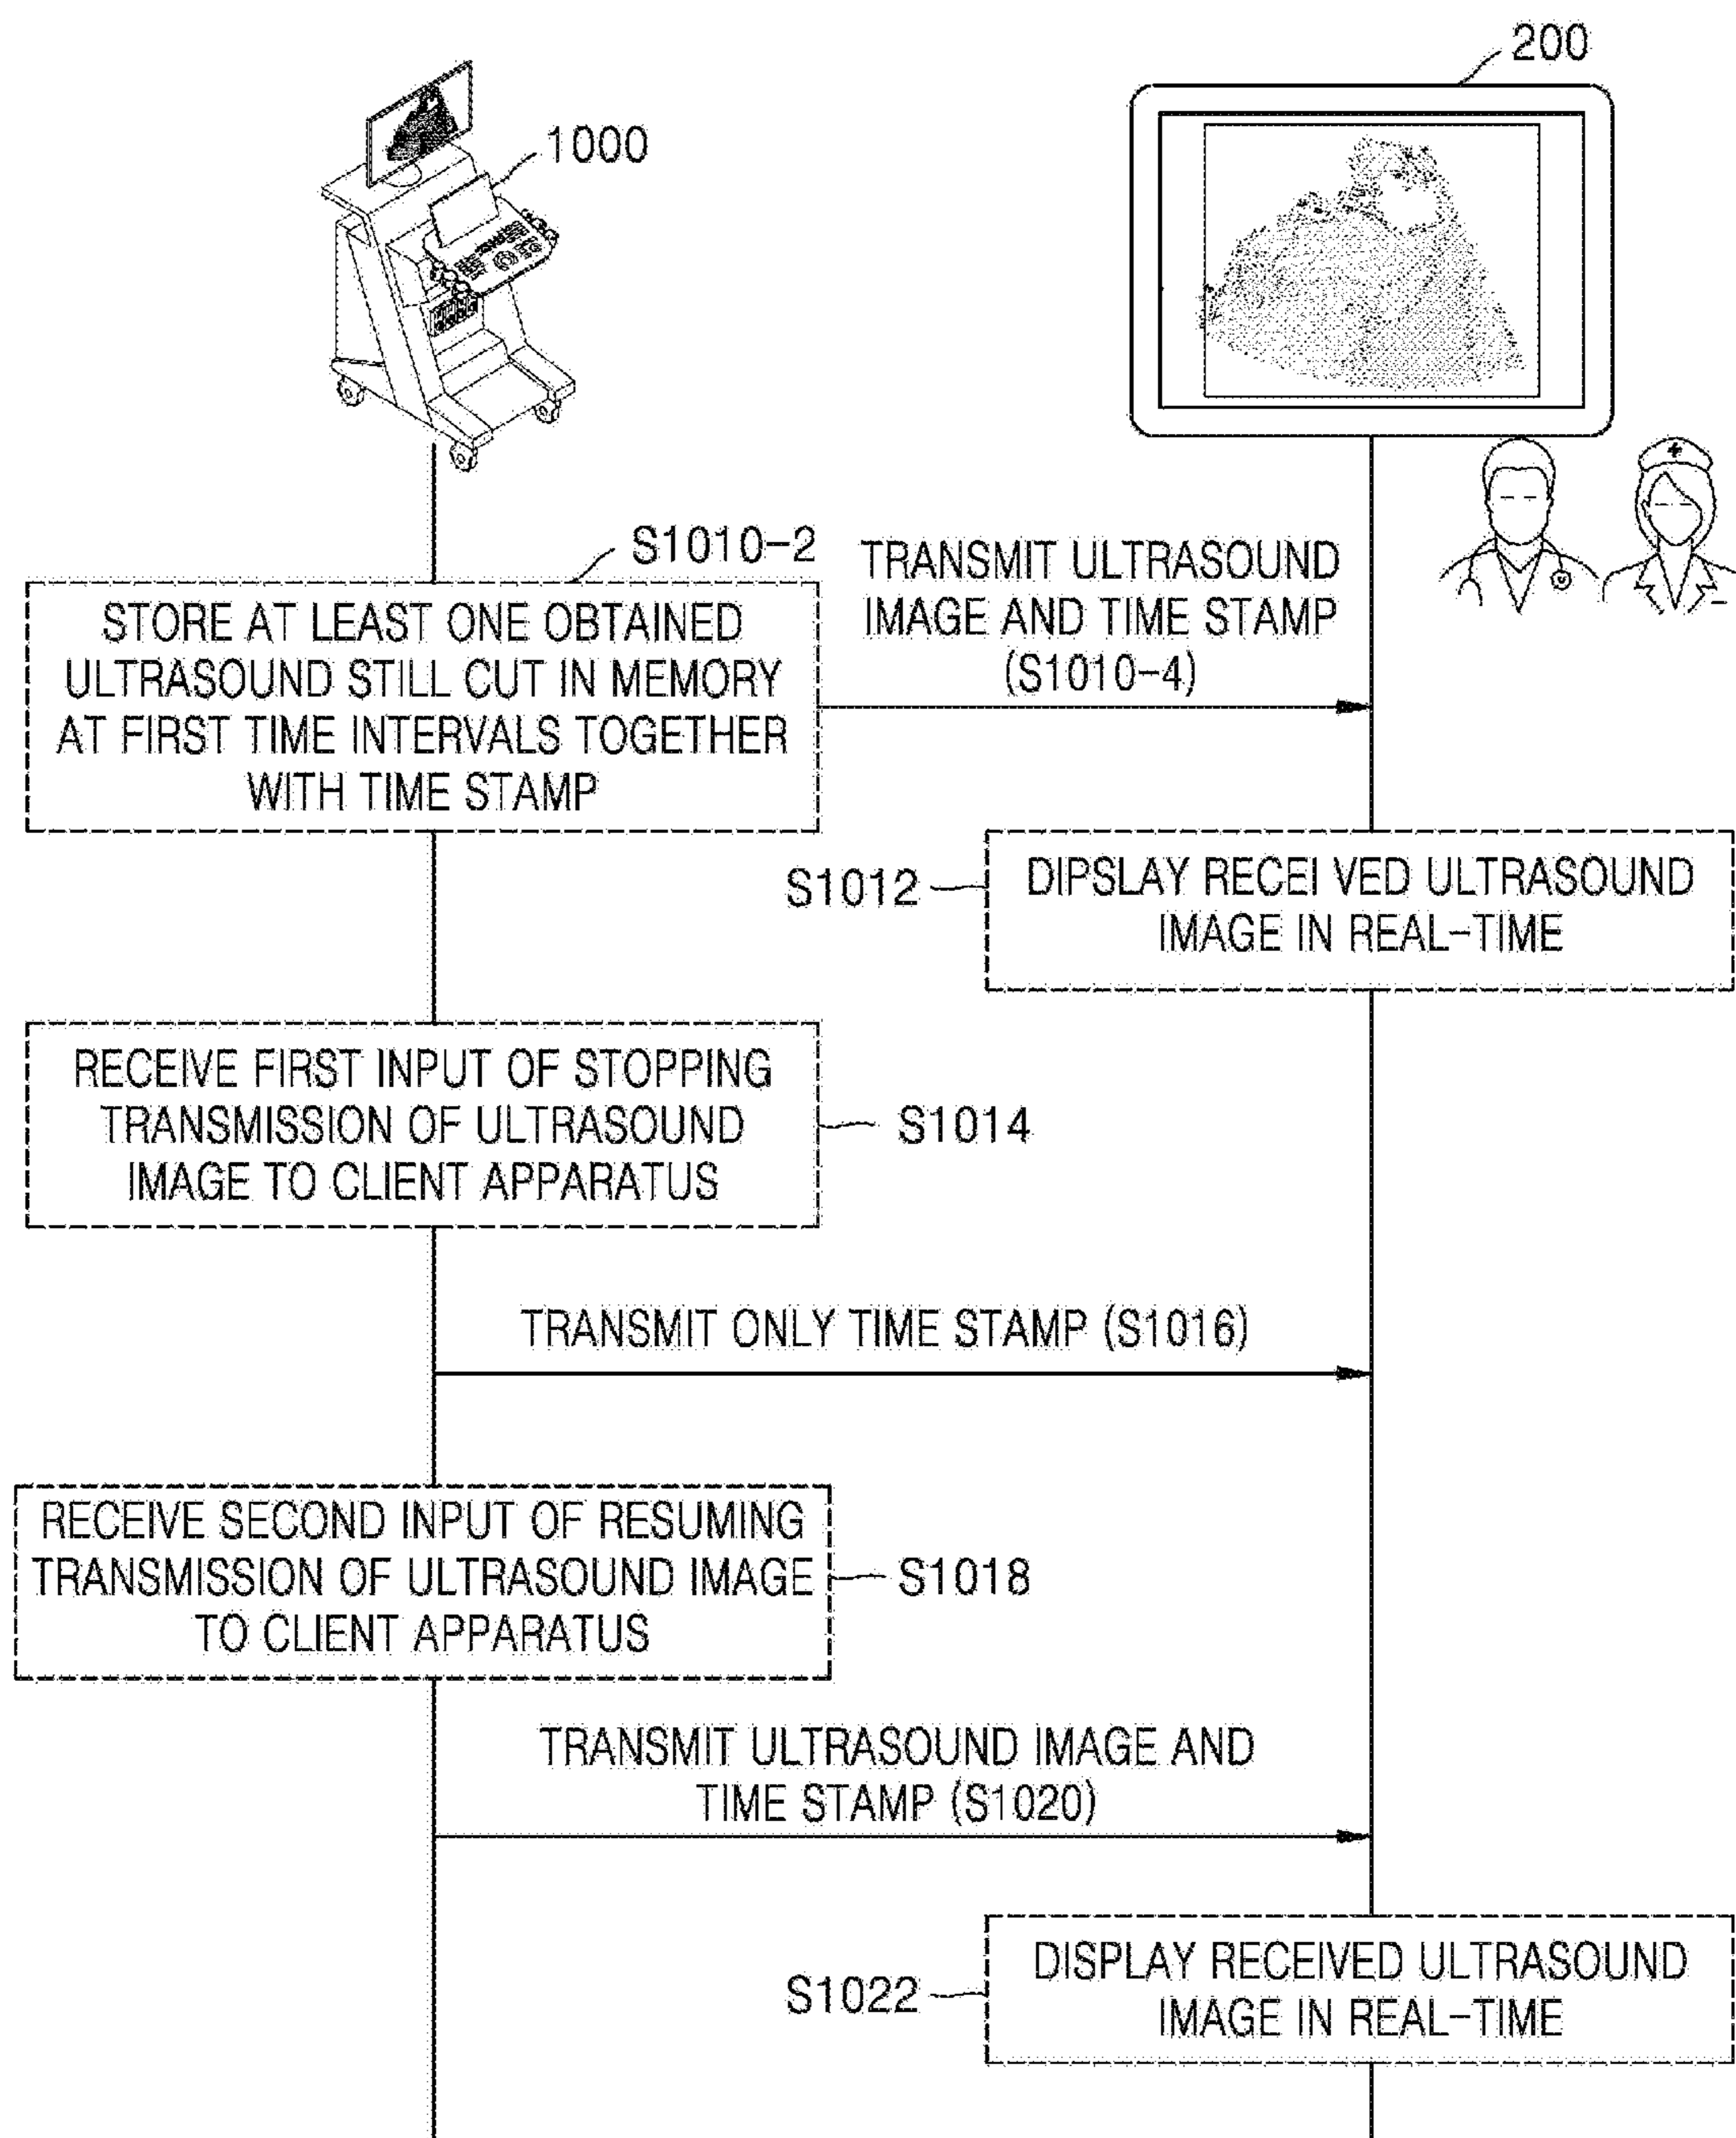 200
1000
S1010-2
TRANSMIT ULTRASOUND
IMAGE AND TIME STAMP
(S1010-4)
STORE AT LEAST ONE OBTAINED
ULTRASOUND STILL CUT IN MEMORY
AT FIRST TIME INTERVALS TOGETHER
WITH TIME STAMP
S1012
DIPSLAY RECEI VED ULTRASOUND
IMAGE IN REAL-TIME
RECEIVE FIRST INPUT OF STOPPING
TRANSMISSION OF ULTRASOUND
IMAGE TO CLIENT APPARATUS
S1014
TRANSMIT ONLY TIME STAMP (S1016)
RECEIVE SECOND INPUT OF RESUMING
TRANSMISSION OF ULTRASOUND IMAGE
TO CLIENT APPARATUS
S1018
TRANSMIT ULTRASOUND IMAGE AND
TIME STAMP (S1020)
S1022
DISPLAY RECEIVED ULTRASOUND
IMAGE IN REAL-TIME